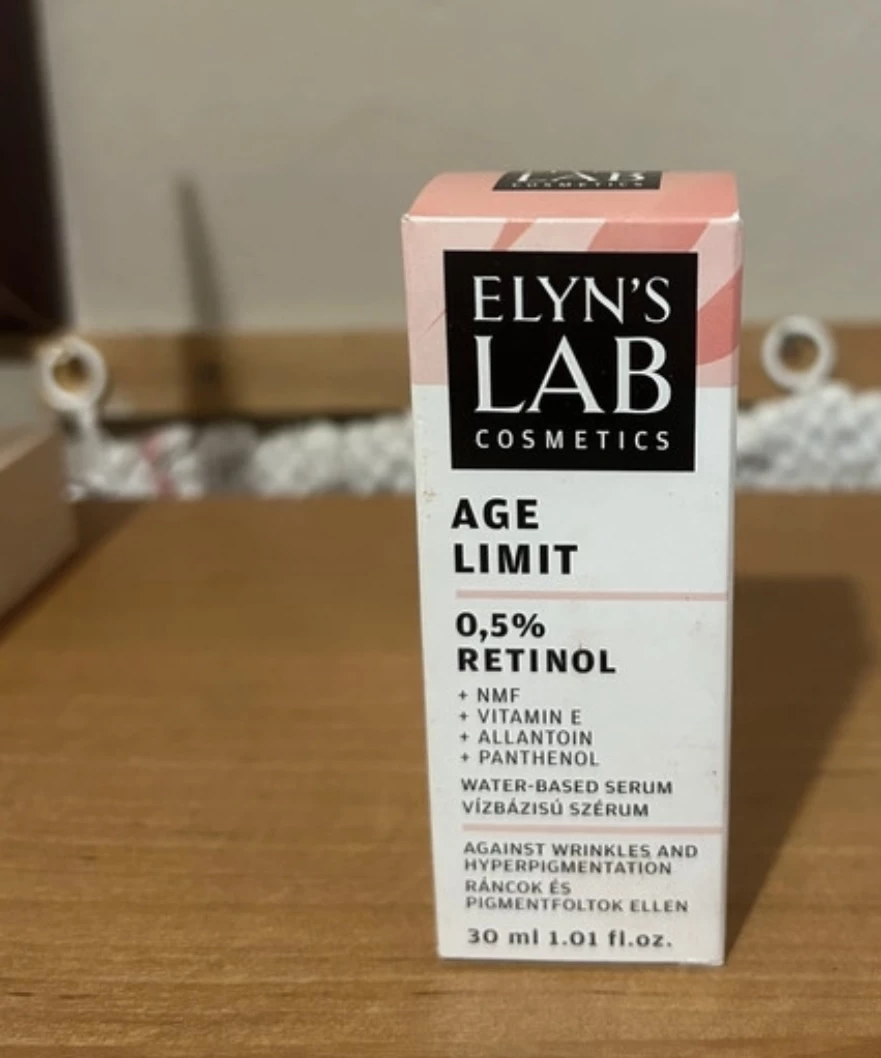 LAB
COSMETICS
ELYN'S
LAB
COSMETICS
AGE
LIMIT
0,5%
RETINOL
+ NMF
+ VITAMIN E
+ ALLANTOIN
+ PANTHENOL
WATER-BASED SERUM
VÍZBÁZISÚ SZÉRUM
AGAINST WRINKLES AND
HYPERPIGMENTATION
RÁNCOK ÉS
PIGMENTFOLTOK ELLEN
30 ml 1.01 fl.oz.